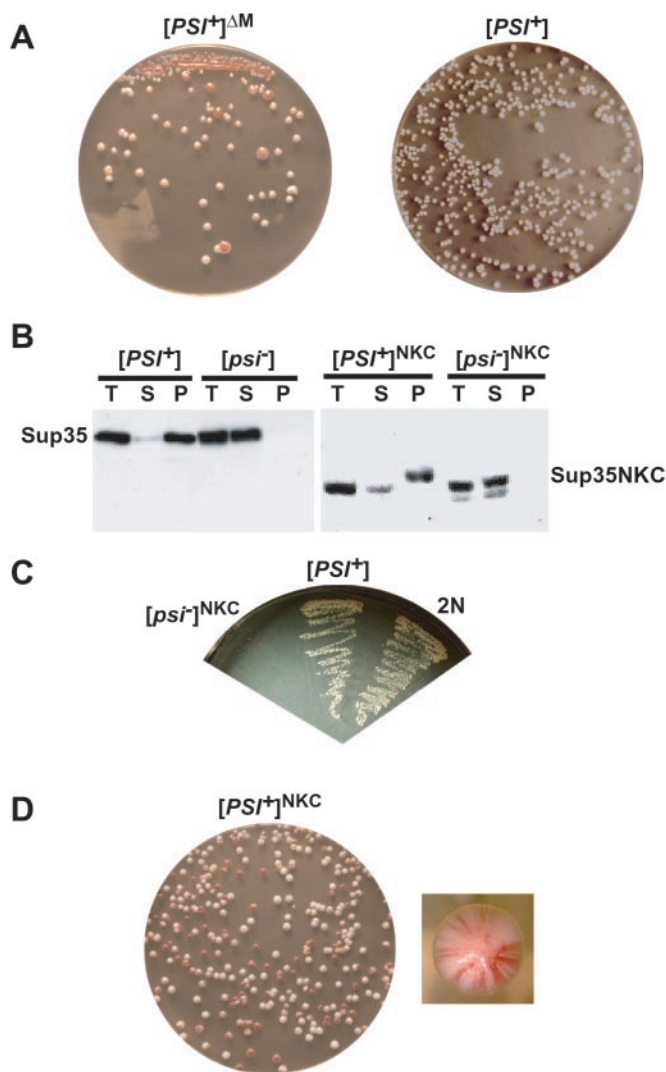 A
[PSI⁺]ΔM [PSI⁺]
B
[PSI⁺] [psi⁻] [PSI⁺]NKC [psi⁻]NKC
T S P T S P T S P T S P
Sup35 Sup35NKC
C
[psi⁻]NKC [PSI⁺] 2N
D
[PSI⁺]NKC